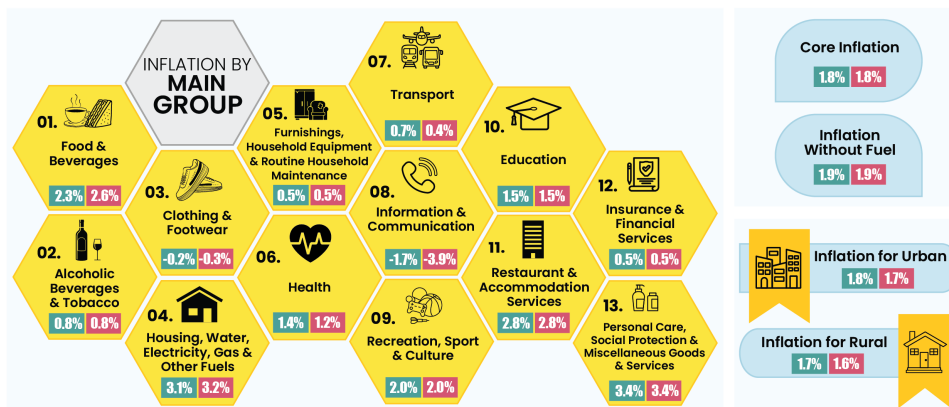 INFLATION BY
MAIN
GROUP
01.
Food &
Beverages
2.3% 2.6%
02.
Alcoholic
Beverages
& Tobacco
0.8% 0.8%
03.
Clothing &
Footwear
-0.2% -0.3%
04.
Housing, Water,
Electricity, Gas &
Other Fuels
3.1% 3.2%
05.
Furnishings,
Household Equipment
& Routine Household
Maintenance
0.5% 0.5%
06.
Health
1.4% 1.2%
07.
Transport
0.7% 0.4%
08.
Information &
Communication
-1.7% -3.9%
09.
Recreation, Sport
& Culture
2.0% 2.0%
10.
Education
1.5% 1.5%
11.
Restaurant &
Accommodation
Services
2.8% 2.8%
12.
Insurance &
Financial
Services
0.5% 0.5%
13.
Personal Care,
Social Protection &
Miscellaneous Goods
& Services
3.4% 3.4%
Core Inflation
1.8% 1.8%
Inflation
Without Fuel
1.9% 1.9%
Inflation for Urban
1.8% 1.7%
Inflation for Rural
1.7% 1.6%